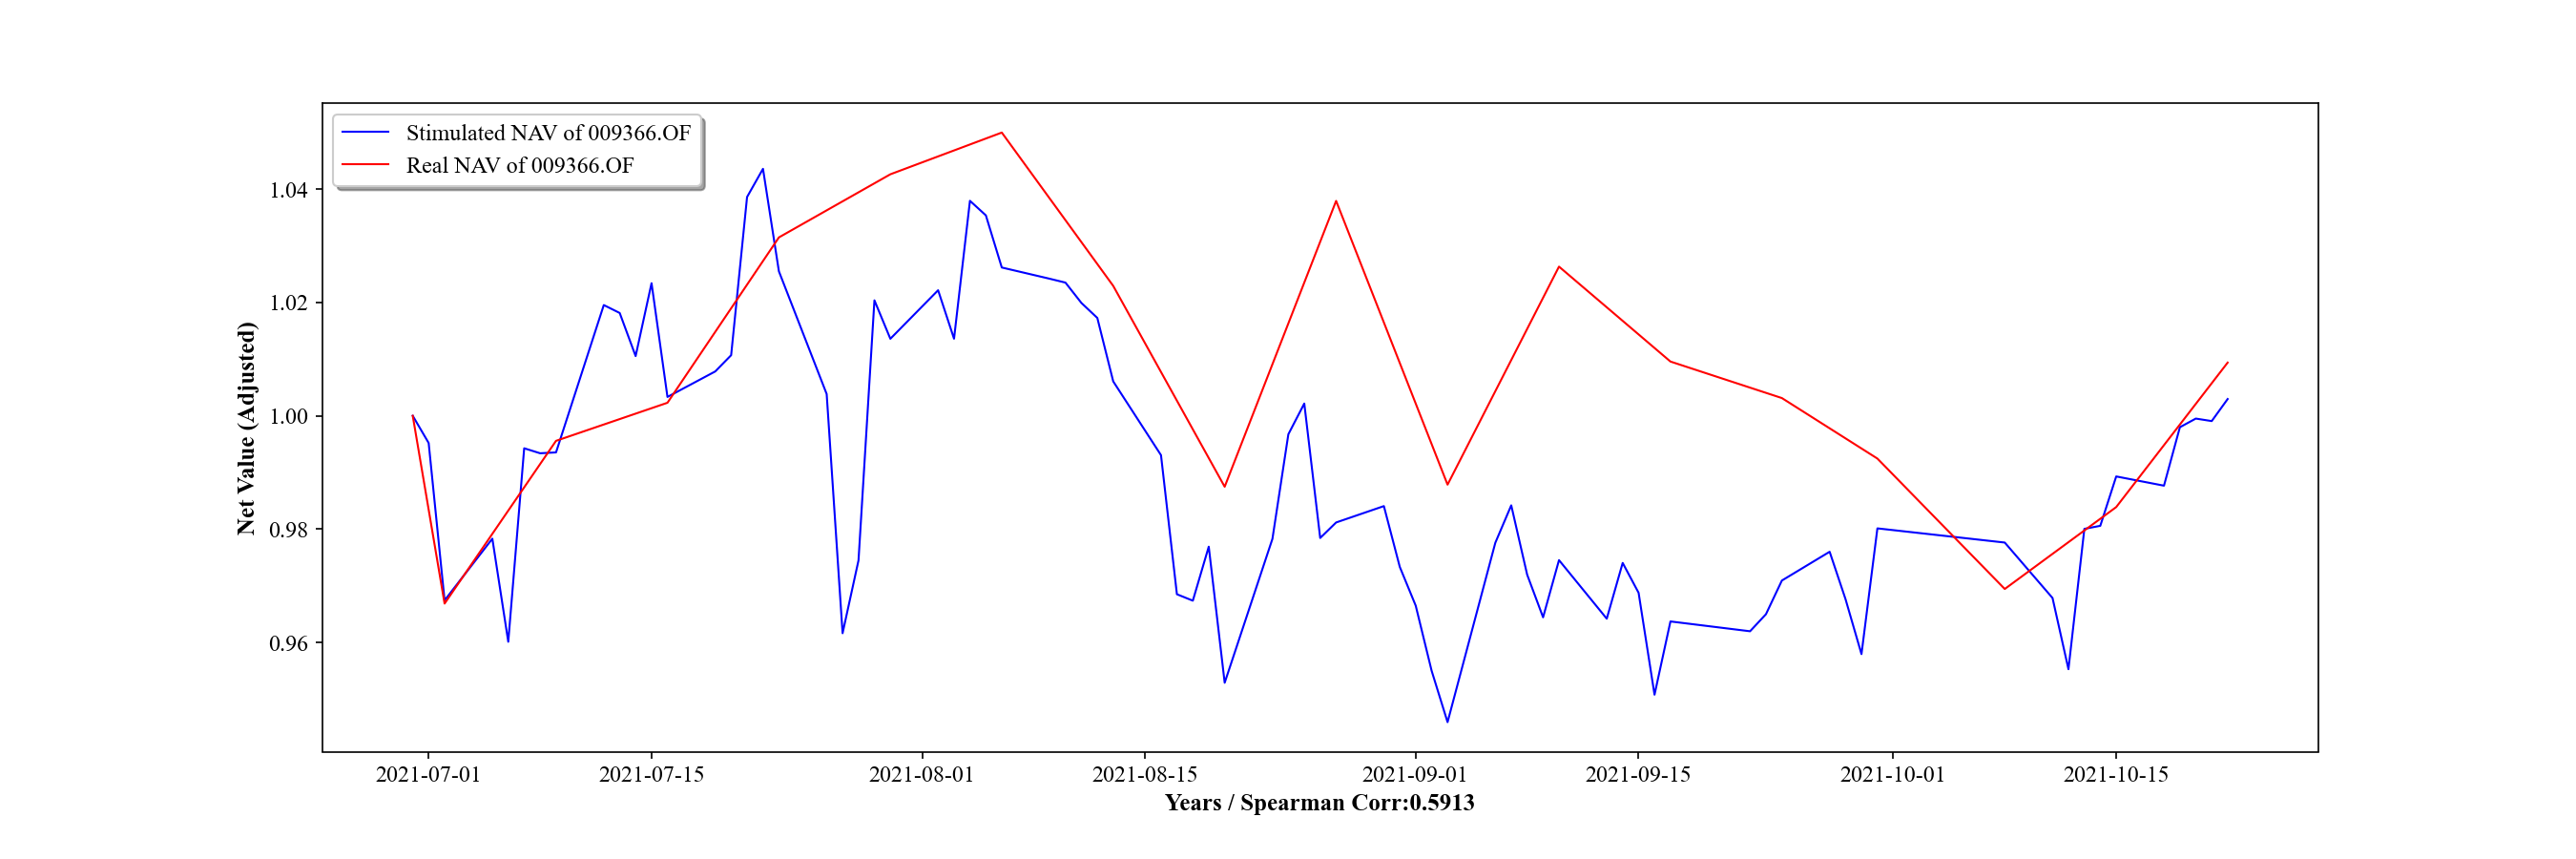 Stimulated NAV of 009366.OF
Real NAV of 009366.OF
Net Value (Adjusted)
1.04
1.02
1.00
0.98
0.96
2021-07-01 2021-07-15 2021-08-01 2021-08-15 2021-09-01 2021-09-15 2021-10-01 2021-10-15
Years / Spearman Corr:0.5913